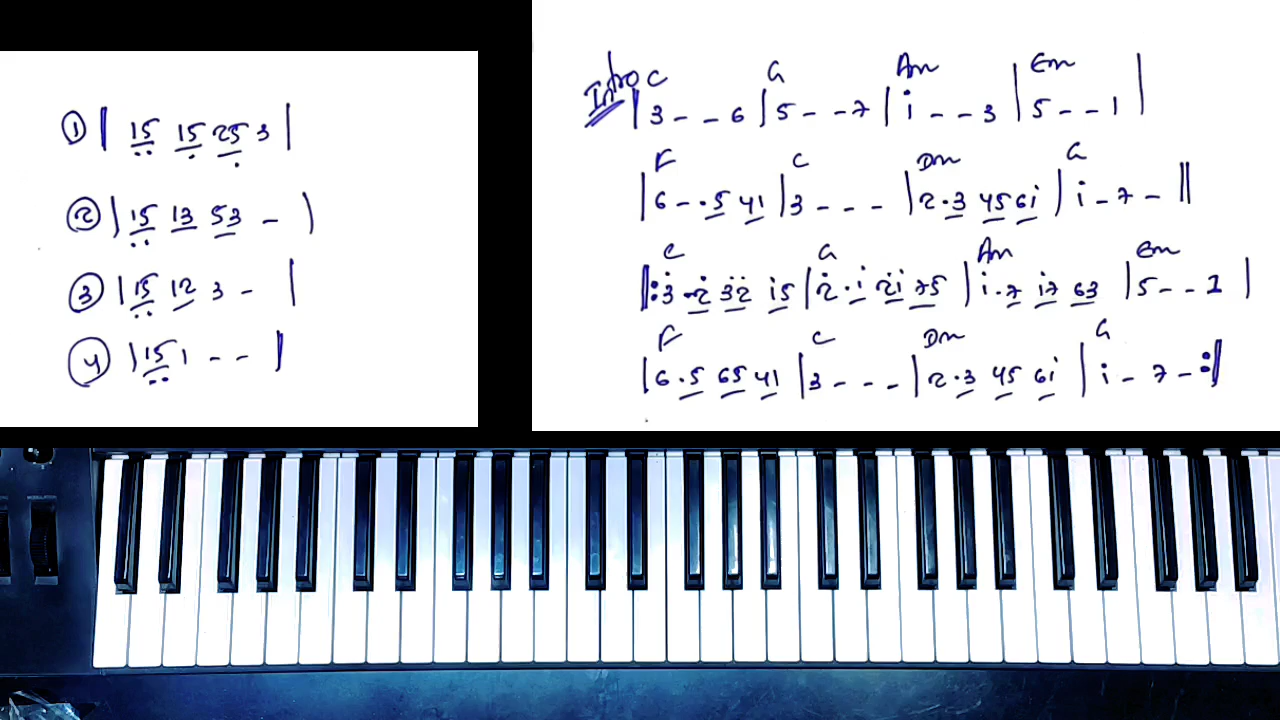 ① | 15 15 25 3 |
② | 15 13 53 - |
③ | 15 12 3 - |
④ | 15 1 - - |
Intro C G Am Em
| 3 - - 6 | 5 - - 7 | i - - 3 | 5 - - 1 |
F C Dm G
| 6 - · 5 41 | 3 - - - | 2 · 3 45 6i | i - 7 - ||
C G Am Em
||: 3̇ · 2̇ 3̇2̇ i5 | 2̇ · i 2̇i 75 | i · 7 i7 63 | 5 - - 1 |
F C Dm G
| 6 · 5 65 41 | 3 - - - | 2 · 3 45 6i | i - 7 - :||